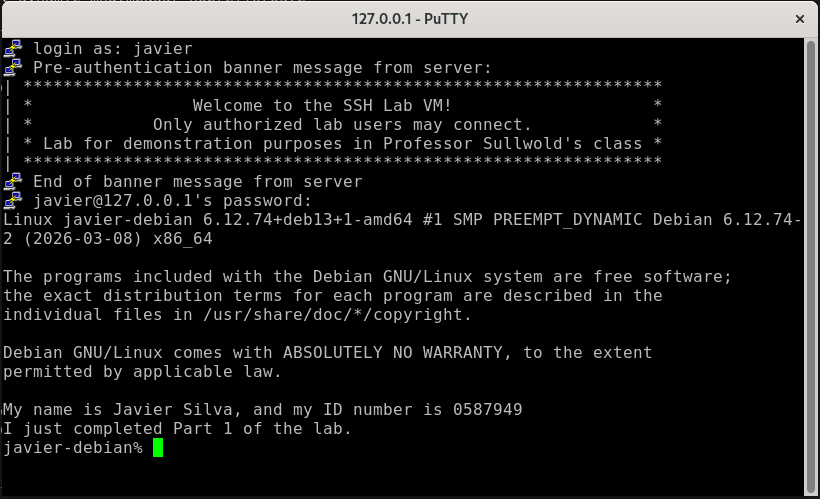 127.0.0.1 - PuTTY
login as: javier
Pre-authentication banner message from server:
| ****************************************************************
| *                Welcome to the SSH Lab VM!                    *
| *            Only authorized lab users may connect.            *
| * Lab for demonstration purposes in Professor Sullwold's class *
| ****************************************************************
End of banner message from server
javier@127.0.0.1's password:
Linux javier-debian 6.12.74+deb13+1-amd64 #1 SMP PREEMPT_DYNAMIC Debian 6.12.74-
2 (2026-03-08) x86_64
The programs included with the Debian GNU/Linux system are free software;
the exact distribution terms for each program are described in the
individual files in /usr/share/doc/*/copyright.
Debian GNU/Linux comes with ABSOLUTELY NO WARRANTY, to the extent
permitted by applicable law.
My name is Javier Silva, and my ID number is 0587949
I just completed Part 1 of the lab.
javier-debian%